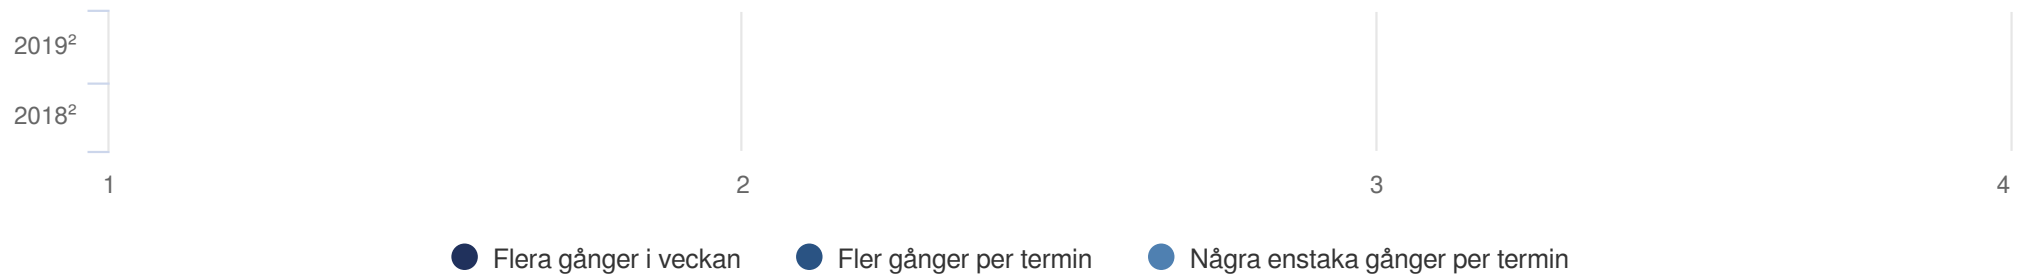 2019²
2018²
1 2 3 4
Flera gånger i veckan Fler gånger per termin Några enstaka gånger per termin